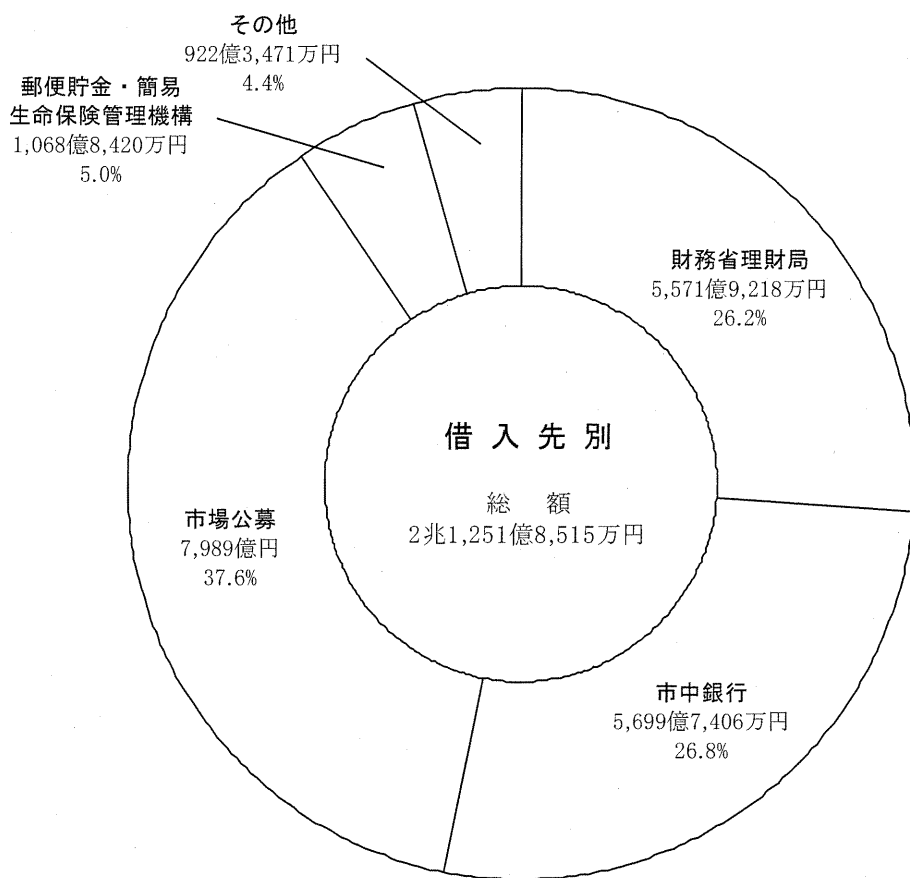 その他
922億3,471万円
4.4%
郵便貯金・簡易
生命保険管理機構
1,068億8,420万円
5.0%
財務省理財局
5,571億9,218万円
26.2%
借入先別
総額
2兆1,251億8,515万円
市場公募
7,989億円
37.6%
市中銀行
5,699億7,406万円
26.8%